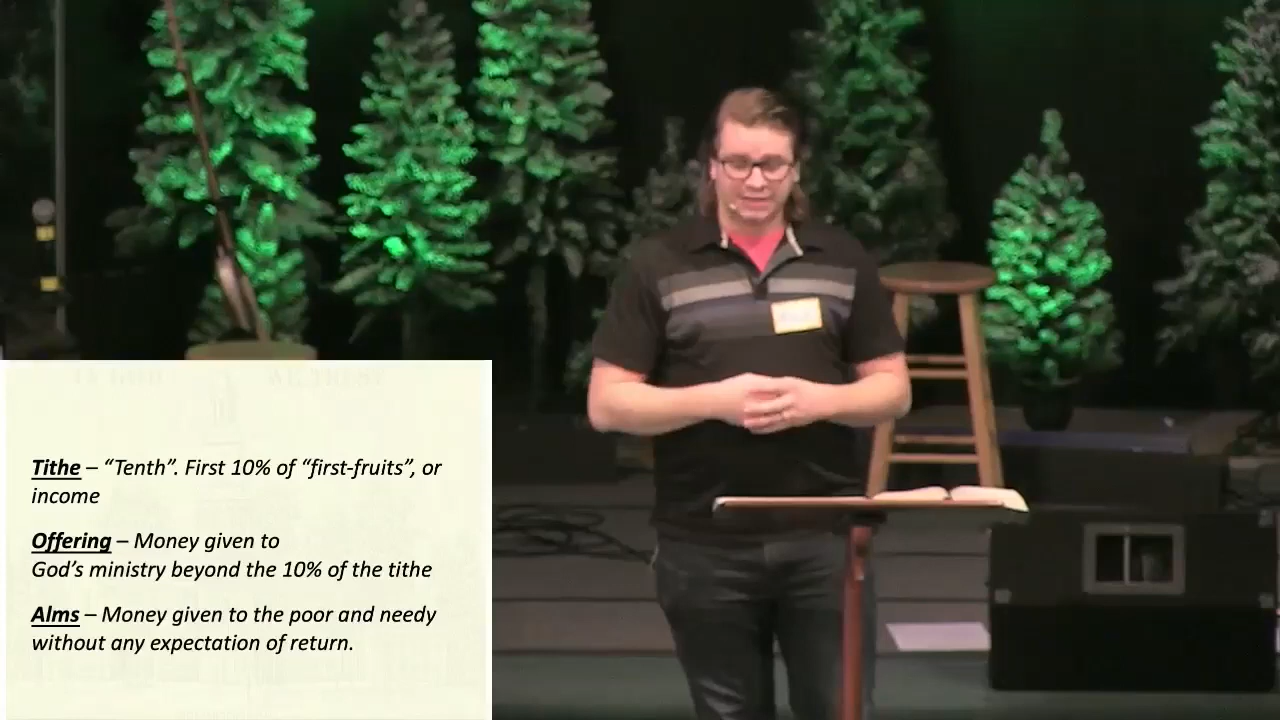 Tithe – “Tenth”. First 10% of “first-fruits”, or
income
Offering – Money given to
God’s ministry beyond the 10% of the tithe
Alms – Money given to the poor and needy
without any expectation of return.